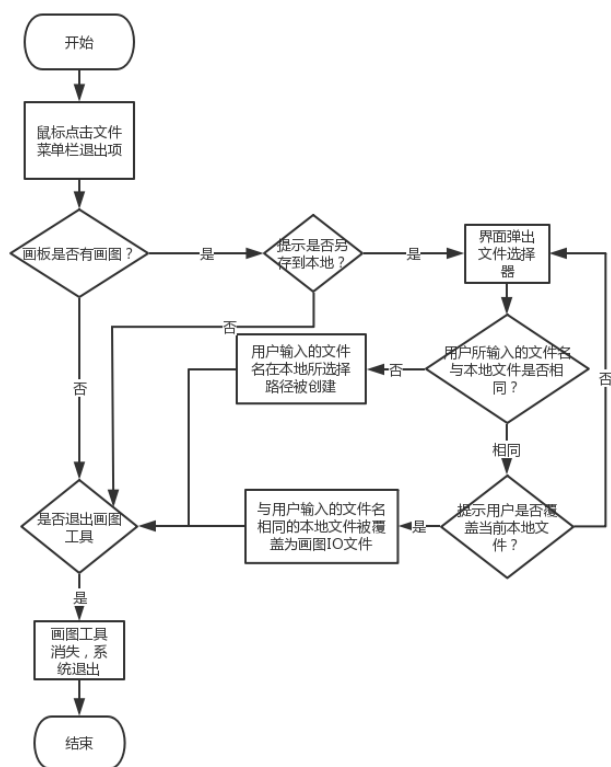 开始
鼠标点击文件
菜单栏退出项
画板是否有画图？
是
提示是否另
存到本地？
是
界面弹出
文件选择
器
否
用户输入的文件
名在本地所选择
路径被创建
否
用户所输入的文件名
与本地文件是否相
同？
否
否
相同
是否退出画图
工具
与用户输入的文件名
相同的本地文件被覆
盖为画图IO文件
是
提示用户是否覆
盖当前本地文
件？
是
画图工具
消失，系
统退出
结束